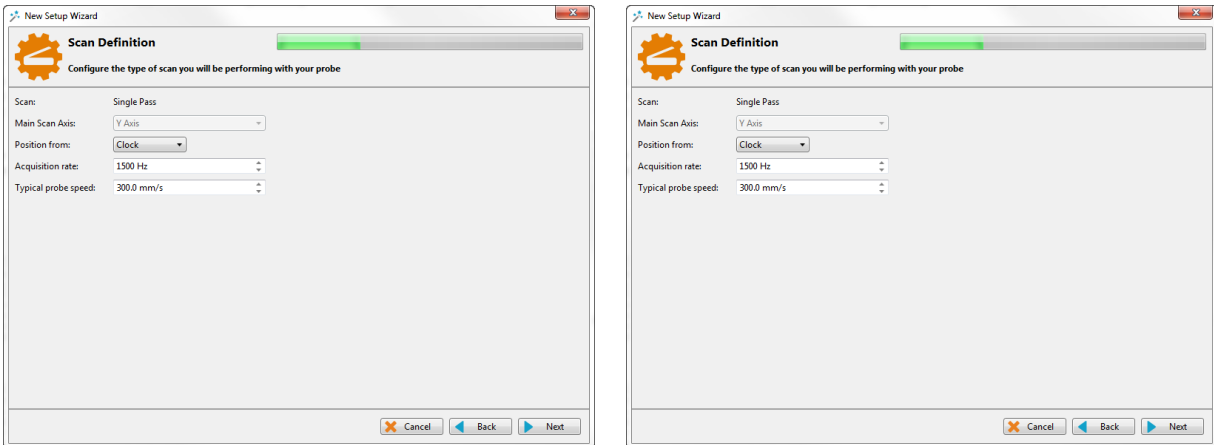 New Setup Wizard
Scan Definition
Configure the type of scan you will be performing with your probe
Scan: Single Pass
Main Scan Axis: Y Axis
Position from: Clock
Acquisition rate: 1500 Hz
Typical probe speed: 300.0 mm/s
Cancel Back Next
New Setup Wizard
Scan Definition
Configure the type of scan you will be performing with your probe
Scan: Single Pass
Main Scan Axis: Y Axis
Position from: Clock
Acquisition rate: 1500 Hz
Typical probe speed: 300.0 mm/s
Cancel Back Next